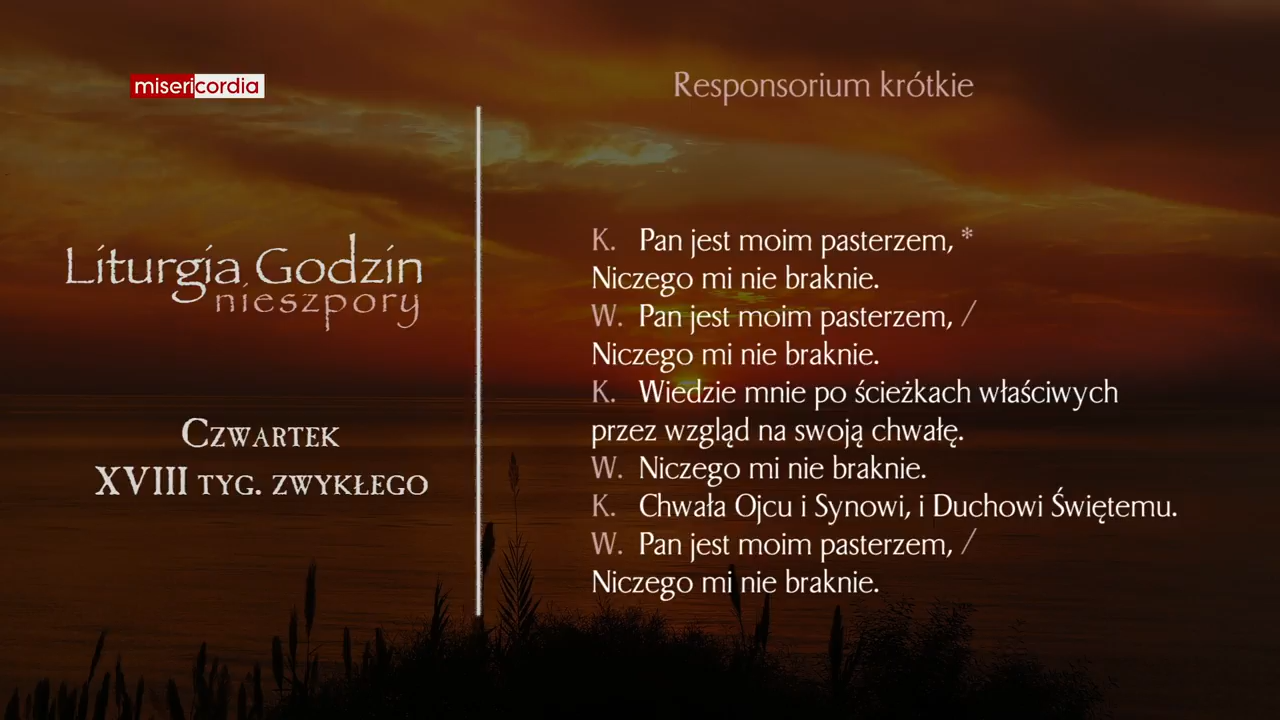 misericordia
Liturgia Godzin
nieszpory
Czwartek
XVIII tyg. zwykłego
Responsorium krótkie
K. Pan jest moim pasterzem, *
Niczego mi nie braknie.
W. Pan jest moim pasterzem, /
Niczego mi nie braknie.
K. Wiedzie mnie po ścieżkach właściwych
przez wzgląd na swoją chwałę.
W. Niczego mi nie braknie.
K. Chwała Ojcu i Synowi, i Duchowi Świętemu.
W. Pan jest moim pasterzem, /
Niczego mi nie braknie.